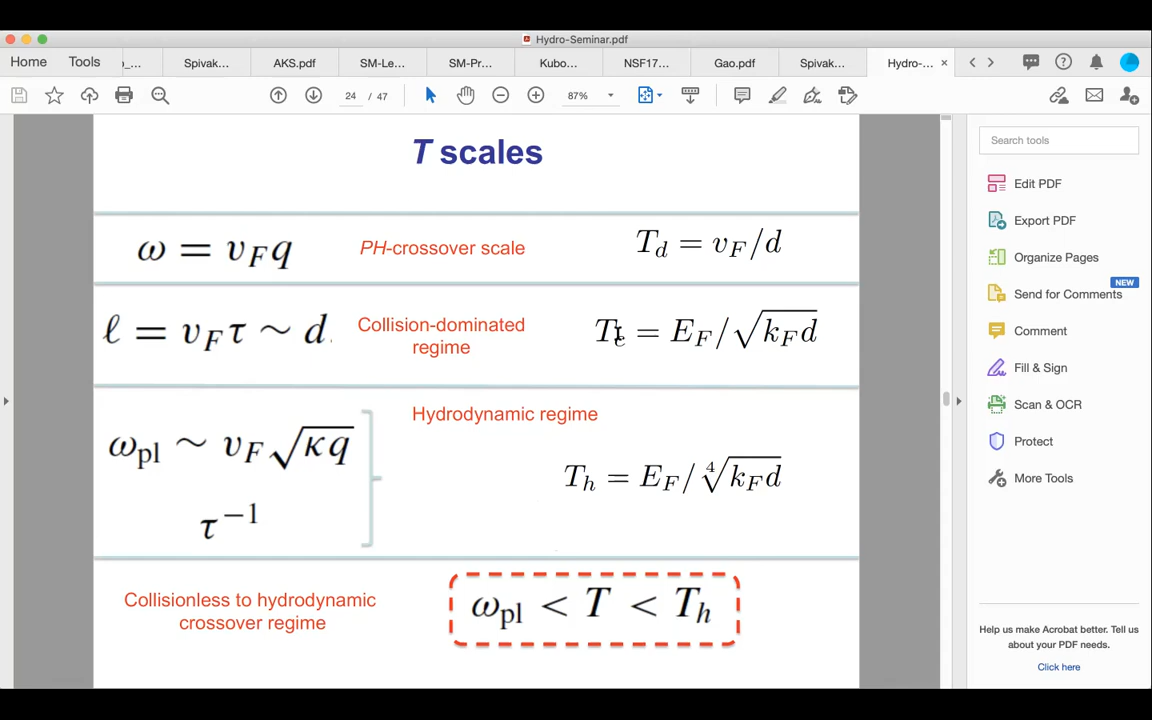 Hydro-Seminar.pdf
Home Tools _... Spivak... AKS.pdf SM-Le... SM-Pr... Kubo... NSF17... Gao.pdf Spivak... Hydro-... ×
24 / 47 87%
T scales
ω = v_F q PH-crossover scale T_d = v_F/d
ℓ = v_F τ ~ d. Collision-dominated regime T_c = E_F/√(k_F d)
Hydrodynamic regime
ω_pl ~ v_F √(κq)
T_h = E_F/∜(k_F d)
τ⁻¹
Collisionless to hydrodynamic
crossover regime
ω_pl < T < T_h
Search tools
Edit PDF
Export PDF
Organize Pages
NEW
Send for Comments
Comment
Fill & Sign
Scan & OCR
Protect
More Tools
Help us make Acrobat better. Tell us
about your PDF needs.
Click here